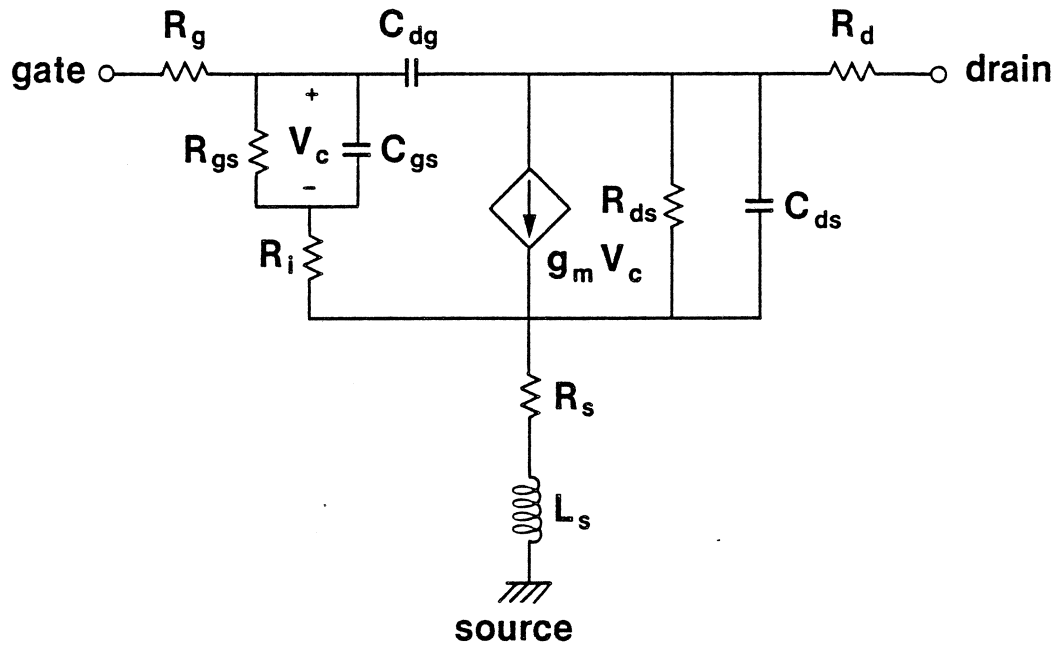 R_g
C_dg
R_d
gate
drain
+
R_gs
V_c
C_gs
−
R_ds
C_ds
R_i
g_m V_c
R_s
L_s
source